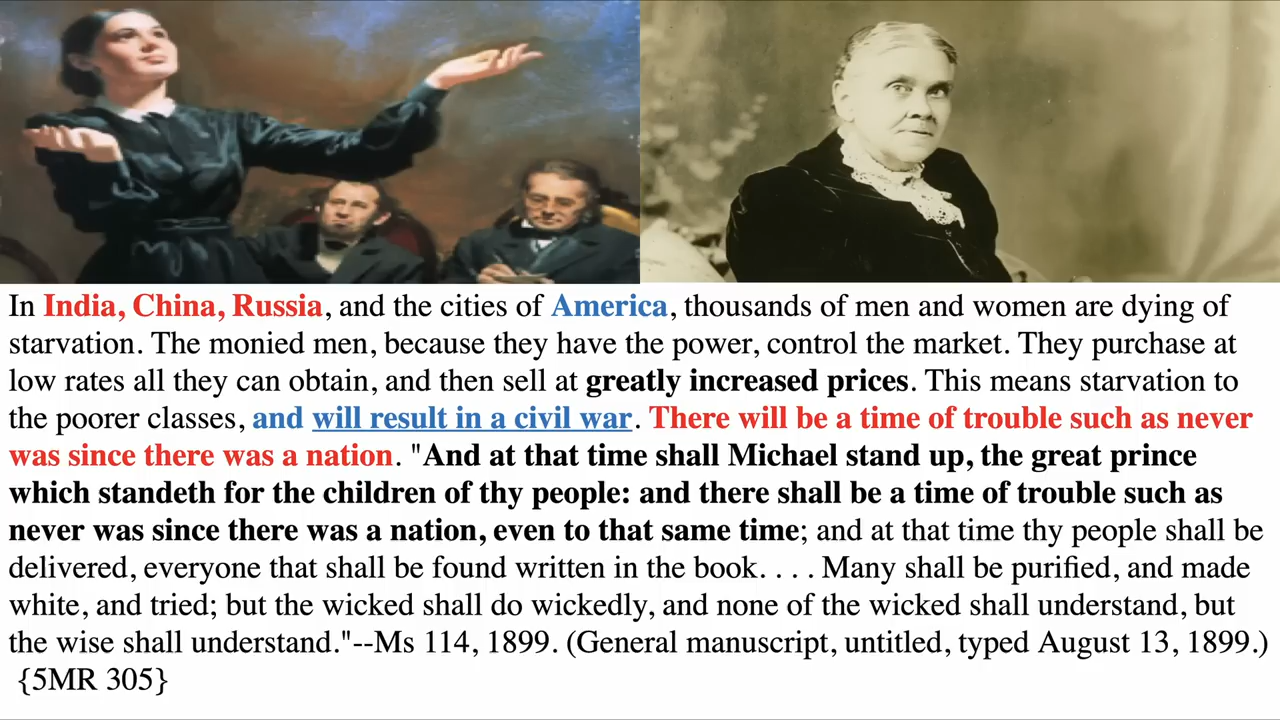 In India, China, Russia, and the cities of America, thousands of men and women are dying of
starvation. The monied men, because they have the power, control the market. They purchase at
low rates all they can obtain, and then sell at greatly increased prices. This means starvation to
the poorer classes, and will result in a civil war. There will be a time of trouble such as never
was since there was a nation. "And at that time shall Michael stand up, the great prince
which standeth for the children of thy people: and there shall be a time of trouble such as
never was since there was a nation, even to that same time; and at that time thy people shall be
delivered, everyone that shall be found written in the book. . . . Many shall be purified, and made
white, and tried; but the wicked shall do wickedly, and none of the wicked shall understand, but
the wise shall understand."--Ms 114, 1899. (General manuscript, untitled, typed August 13, 1899.)
{5MR 305}